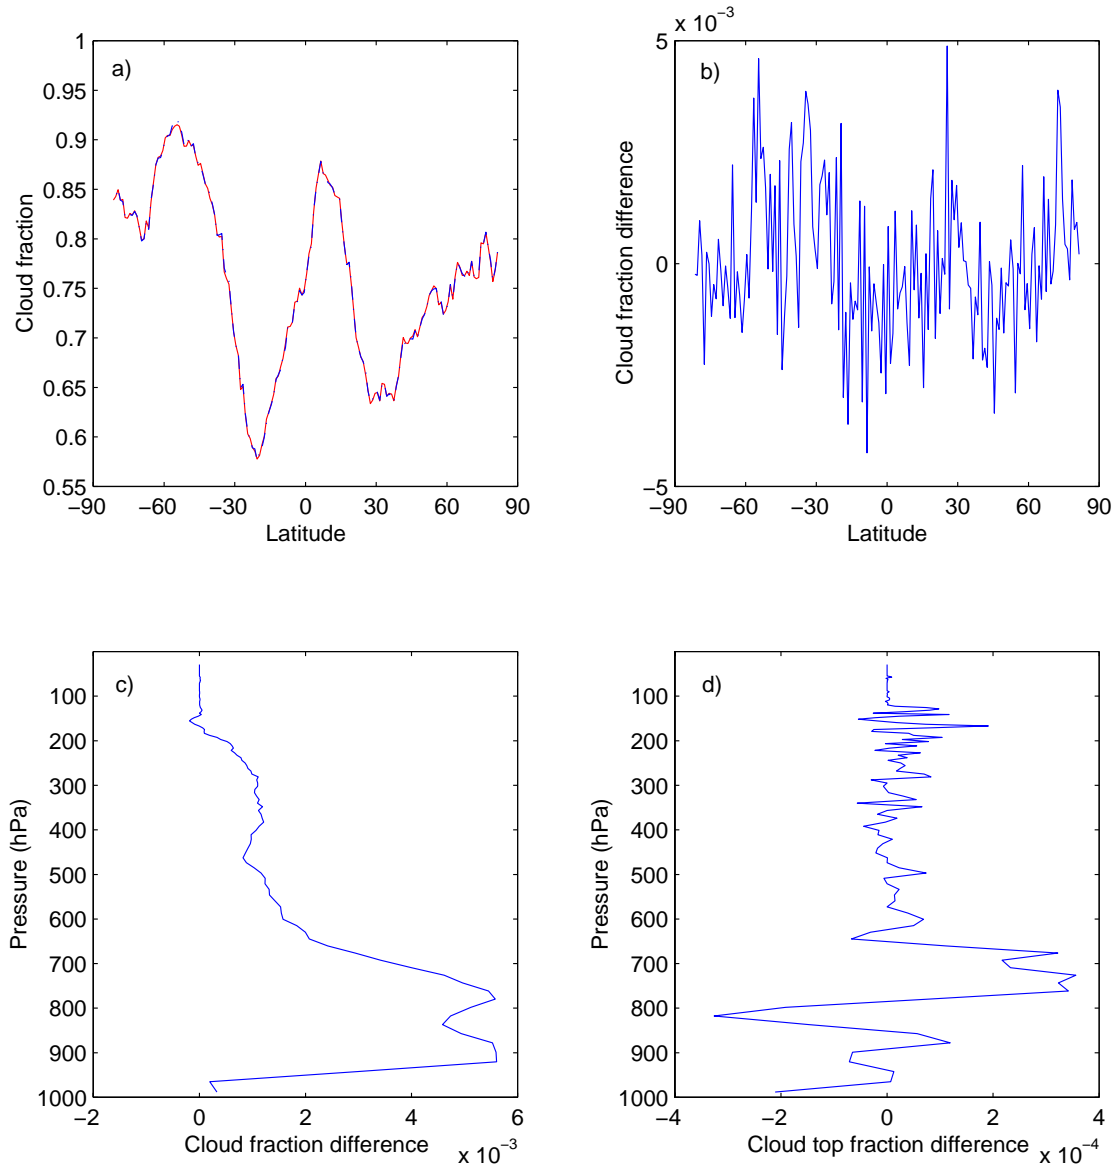 a)
1
0.95
0.9
0.85
0.8
0.75
0.7
0.65
0.6
0.55
−90 −60 −30 0 30 60 90
Cloud fraction
Latitude
x 10−3
b)
5
0
−5
−90 −60 −30 0 30 60 90
Cloud fraction difference
Latitude
c)
100
200
300
400
500
600
700
800
900
1000
−2 0 2 4 6
Pressure (hPa)
Cloud fraction difference
x 10−3
d)
100
200
300
400
500
600
700
800
900
1000
−4 −2 0 2 4
Pressure (hPa)
Cloud top fraction difference
x 10−4